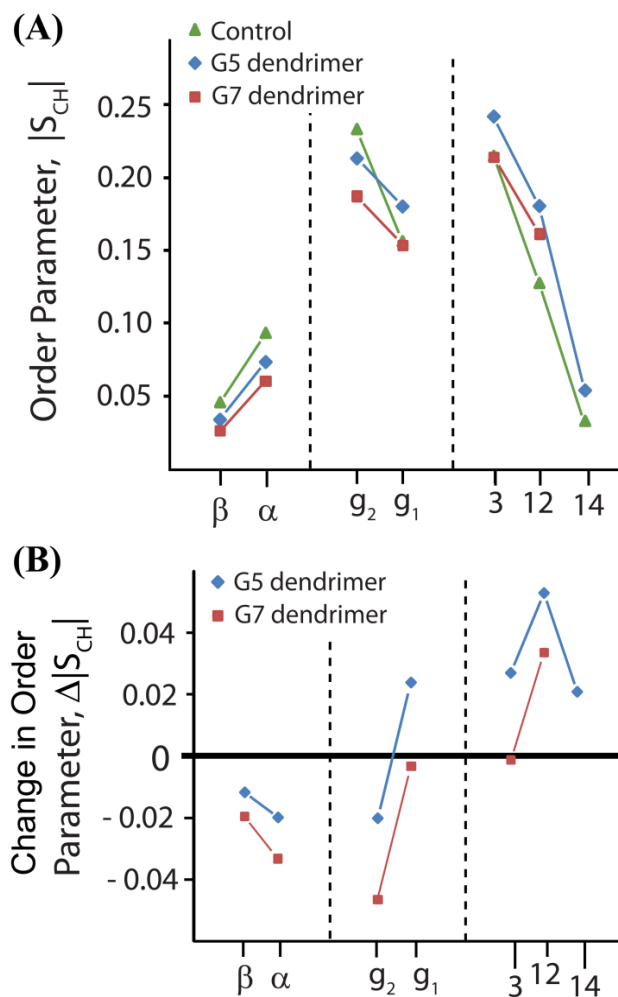 (A)
Control
G5 dendrimer
G7 dendrimer
Order Parameter, |S_CH|
0.25
0.20
0.15
0.10
0.05
β α g₂ g₁ 3 12 14
(B)
G5 dendrimer
G7 dendrimer
Change in Order
Parameter, Δ|S_CH|
0.04
0.02
0
- 0.02
- 0.04
β α g₂ g₁ 3 12 14